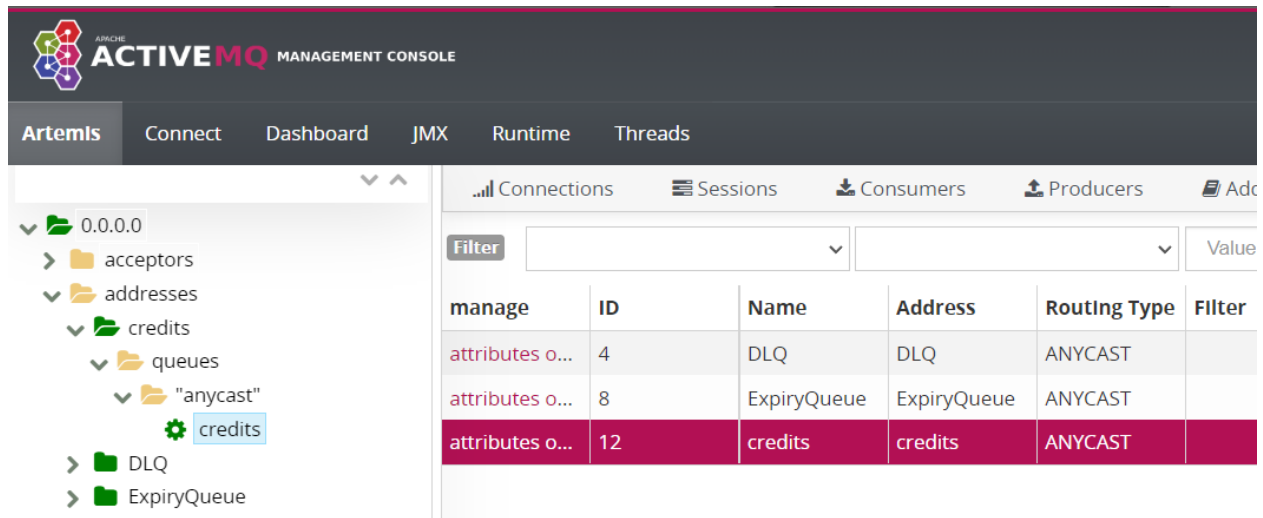 APACHE
ACTIVEMQ MANAGEMENT CONSOLE
Artemis Connect Dashboard JMX Runtime Threads
Connections Sessions Consumers Producers Add
0.0.0.0
acceptors
addresses
credits
queues
"anycast"
credits
DLQ
ExpiryQueue
Filter Value
manage ID Name Address Routing Type Filter
attributes o... 4 DLQ DLQ ANYCAST
attributes o... 8 ExpiryQueue ExpiryQueue ANYCAST
attributes o... 12 credits credits ANYCAST